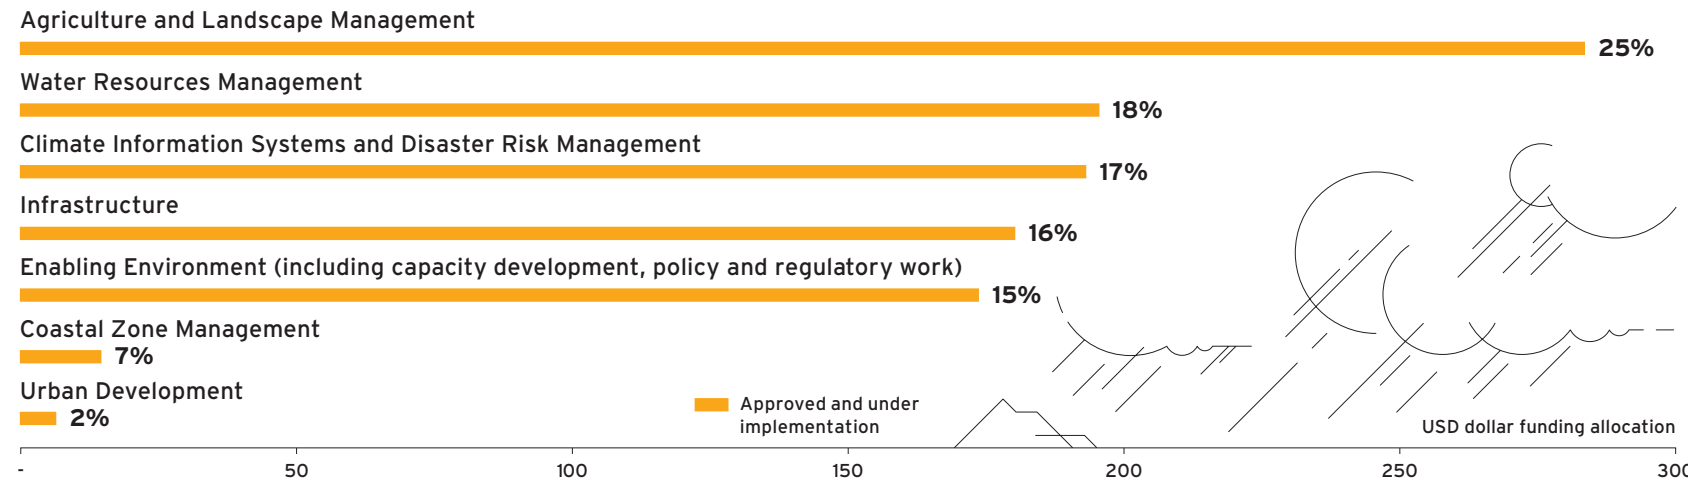 Agriculture and Landscape Management
25%
Water Resources Management
18%
Climate Information Systems and Disaster Risk Management
17%
Infrastructure
16%
Enabling Environment (including capacity development, policy and regulatory work)
15%
Coastal Zone Management
7%
Urban Development
2%
Approved and under
implementation
USD dollar funding allocation
- 50 100 150 200 250 300